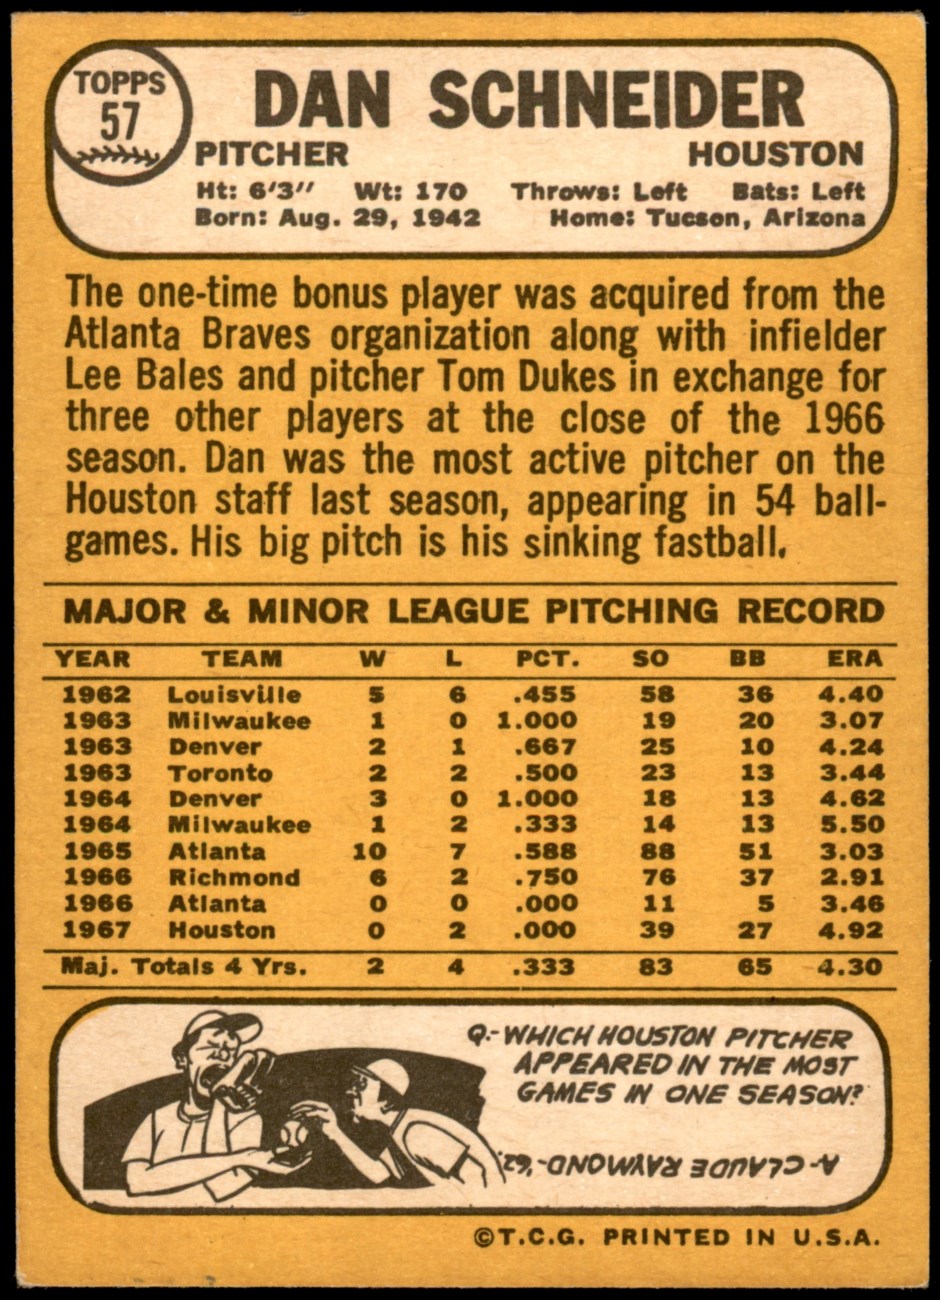 TOPPS
57
DAN SCHNEIDER
PITCHER HOUSTON
Ht: 6'3" Wt: 170 Throws: Left Bats: Left
Born: Aug. 29, 1942 Home: Tucson, Arizona
The one-time bonus player was acquired from the
Atlanta Braves organization along with infielder
Lee Bales and pitcher Tom Dukes in exchange for
three other players at the close of the 1966
season. Dan was the most active pitcher on the
Houston staff last season, appearing in 54 ball-
games. His big pitch is his sinking fastball.
MAJOR & MINOR LEAGUE PITCHING RECORD
YEAR TEAM W L PCT. SO BB ERA
1962 Louisville 5 6 .455 58 36 4.40
1963 Milwaukee 1 0 1.000 19 20 3.07
1963 Denver 2 1 .667 25 10 4.24
1963 Toronto 2 2 .500 23 13 3.44
1964 Denver 3 0 1.000 18 13 4.62
1964 Milwaukee 1 2 .333 14 13 5.50
1965 Atlanta 10 7 .588 88 51 3.03
1966 Richmond 6 2 .750 76 37 2.91
1966 Atlanta 0 0 .000 11 5 3.46
1967 Houston 0 2 .000 39 27 4.92
Maj. Totals 4 Yrs. 2 4 .333 83 65 4.30
Q:- WHICH HOUSTON PITCHER
APPEARED IN THE MOST
GAMES IN ONE SEASON?
A- CLAUDE RAYMOND-'62.
©T.C.G. PRINTED IN U.S.A.